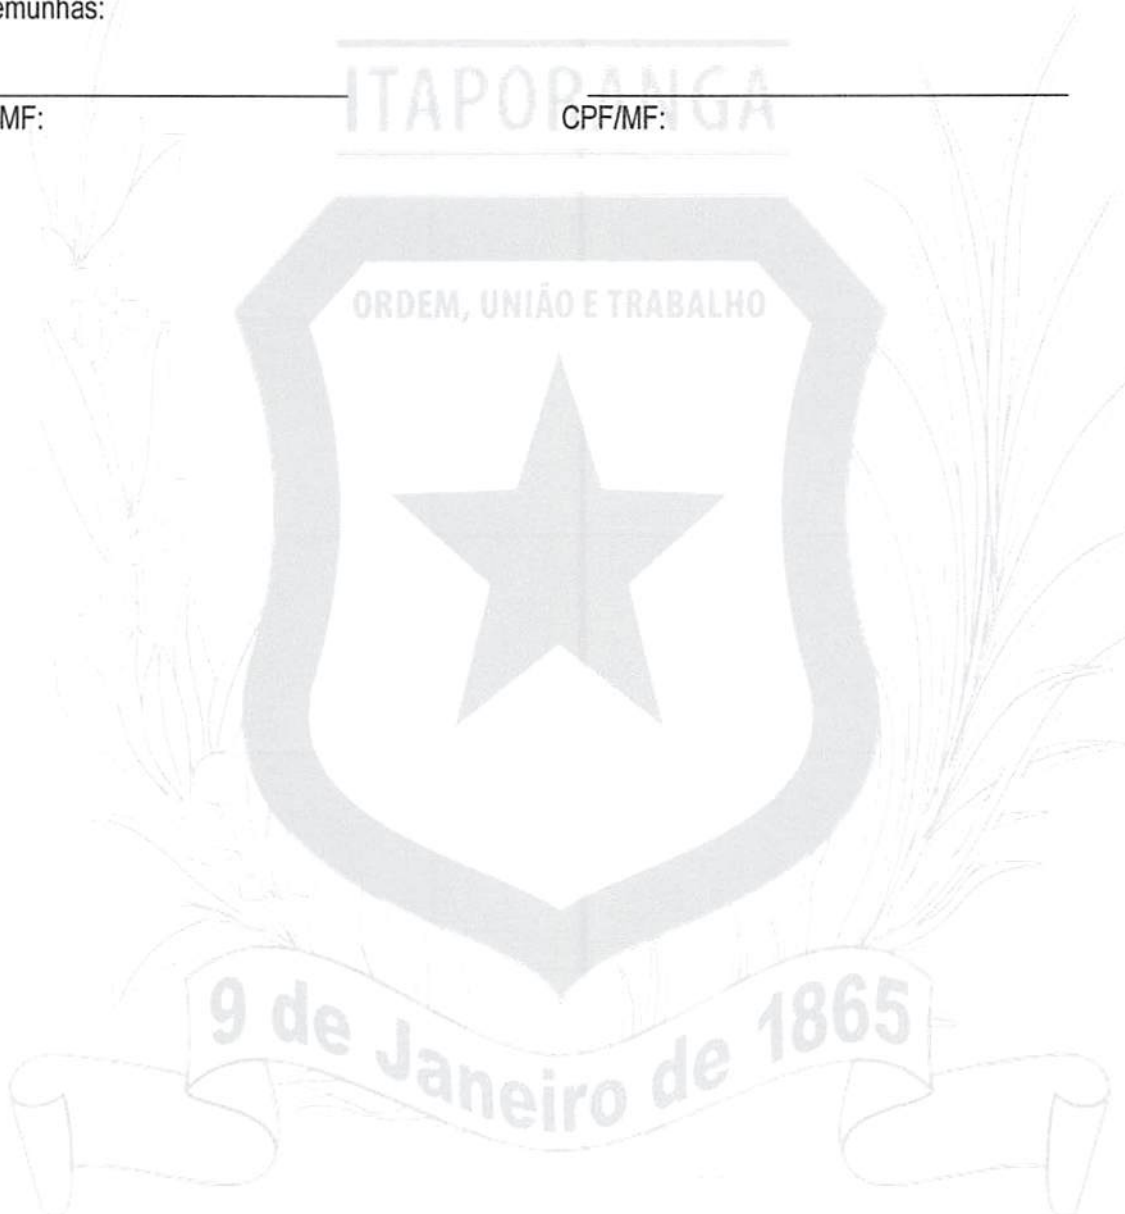 emunhas:
ITAPORANGA
MF: CPF/MF:
ORDEM, UNIÃO E TRABALHO
9 de Janeiro de 1865